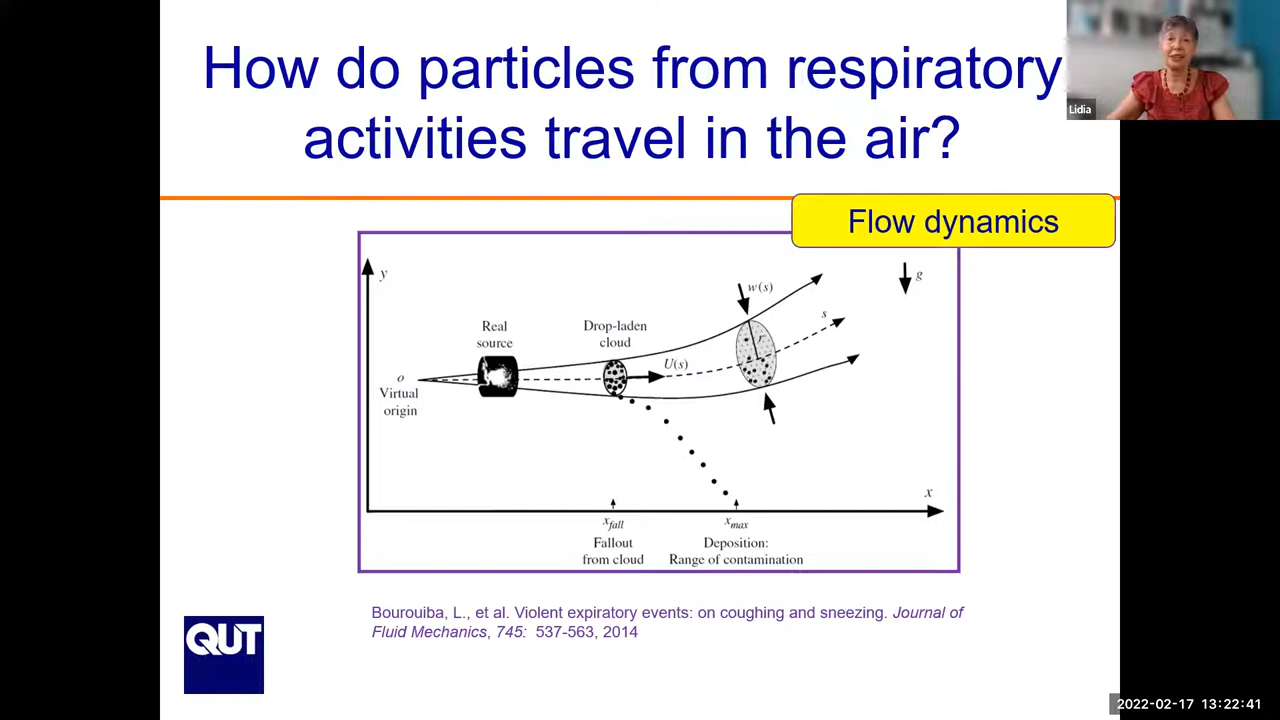 How do particles from respiratory
activities travel in the air?
Lidia
Flow dynamics
y
g
w(s)
s
r
Real
source
Drop-laden
cloud
U(s)
o
Virtual
origin
x
xfall
xmax
Fallout
from cloud
Deposition:
Range of contamination
Bourouiba, L., et al. Violent expiratory events: on coughing and sneezing. Journal of
Fluid Mechanics, 745: 537-563, 2014
QUT
2022-02-17 13:22:41